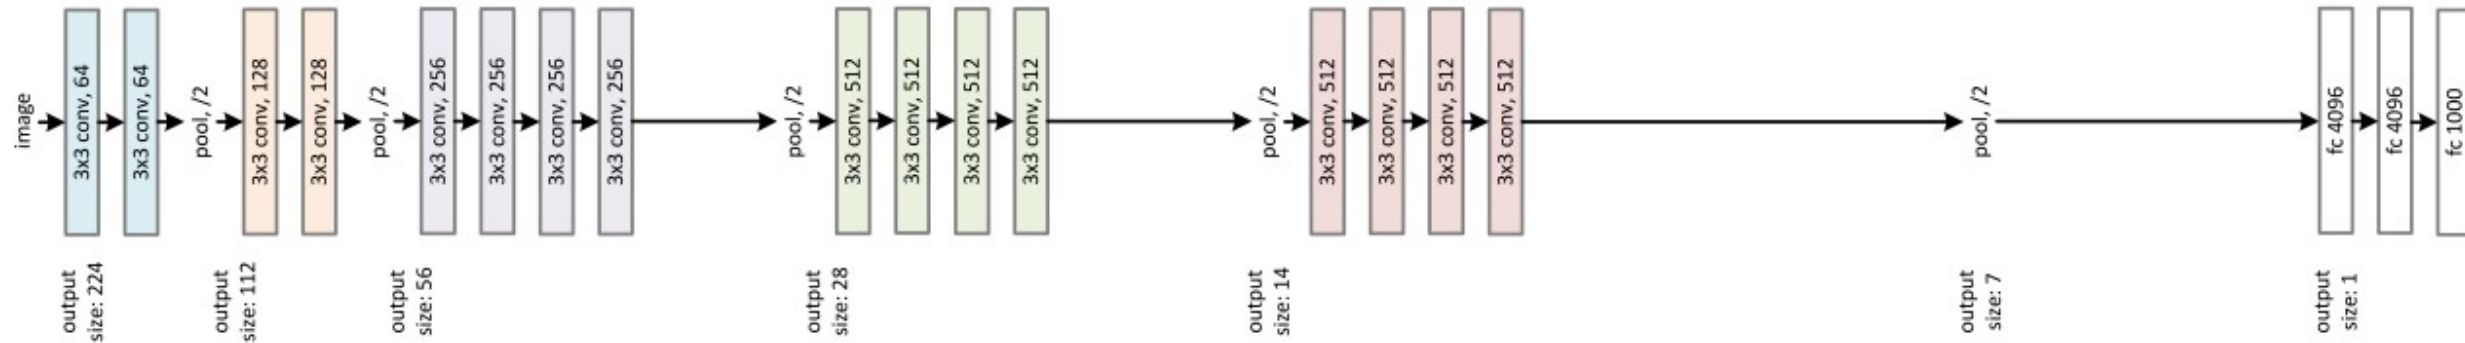 image
3x3 conv, 64
3x3 conv, 64
pool, /2
3x3 conv, 128
3x3 conv, 128
pool, /2
3x3 conv, 256
3x3 conv, 256
3x3 conv, 256
3x3 conv, 256
pool, /2
3x3 conv, 512
3x3 conv, 512
3x3 conv, 512
3x3 conv, 512
pool, /2
3x3 conv, 512
3x3 conv, 512
3x3 conv, 512
3x3 conv, 512
pool, /2
fc 4096
fc 4096
fc 1000
output
size: 224
output
size: 112
output
size: 56
output
size: 28
output
size: 14
output
size: 7
output
size: 1